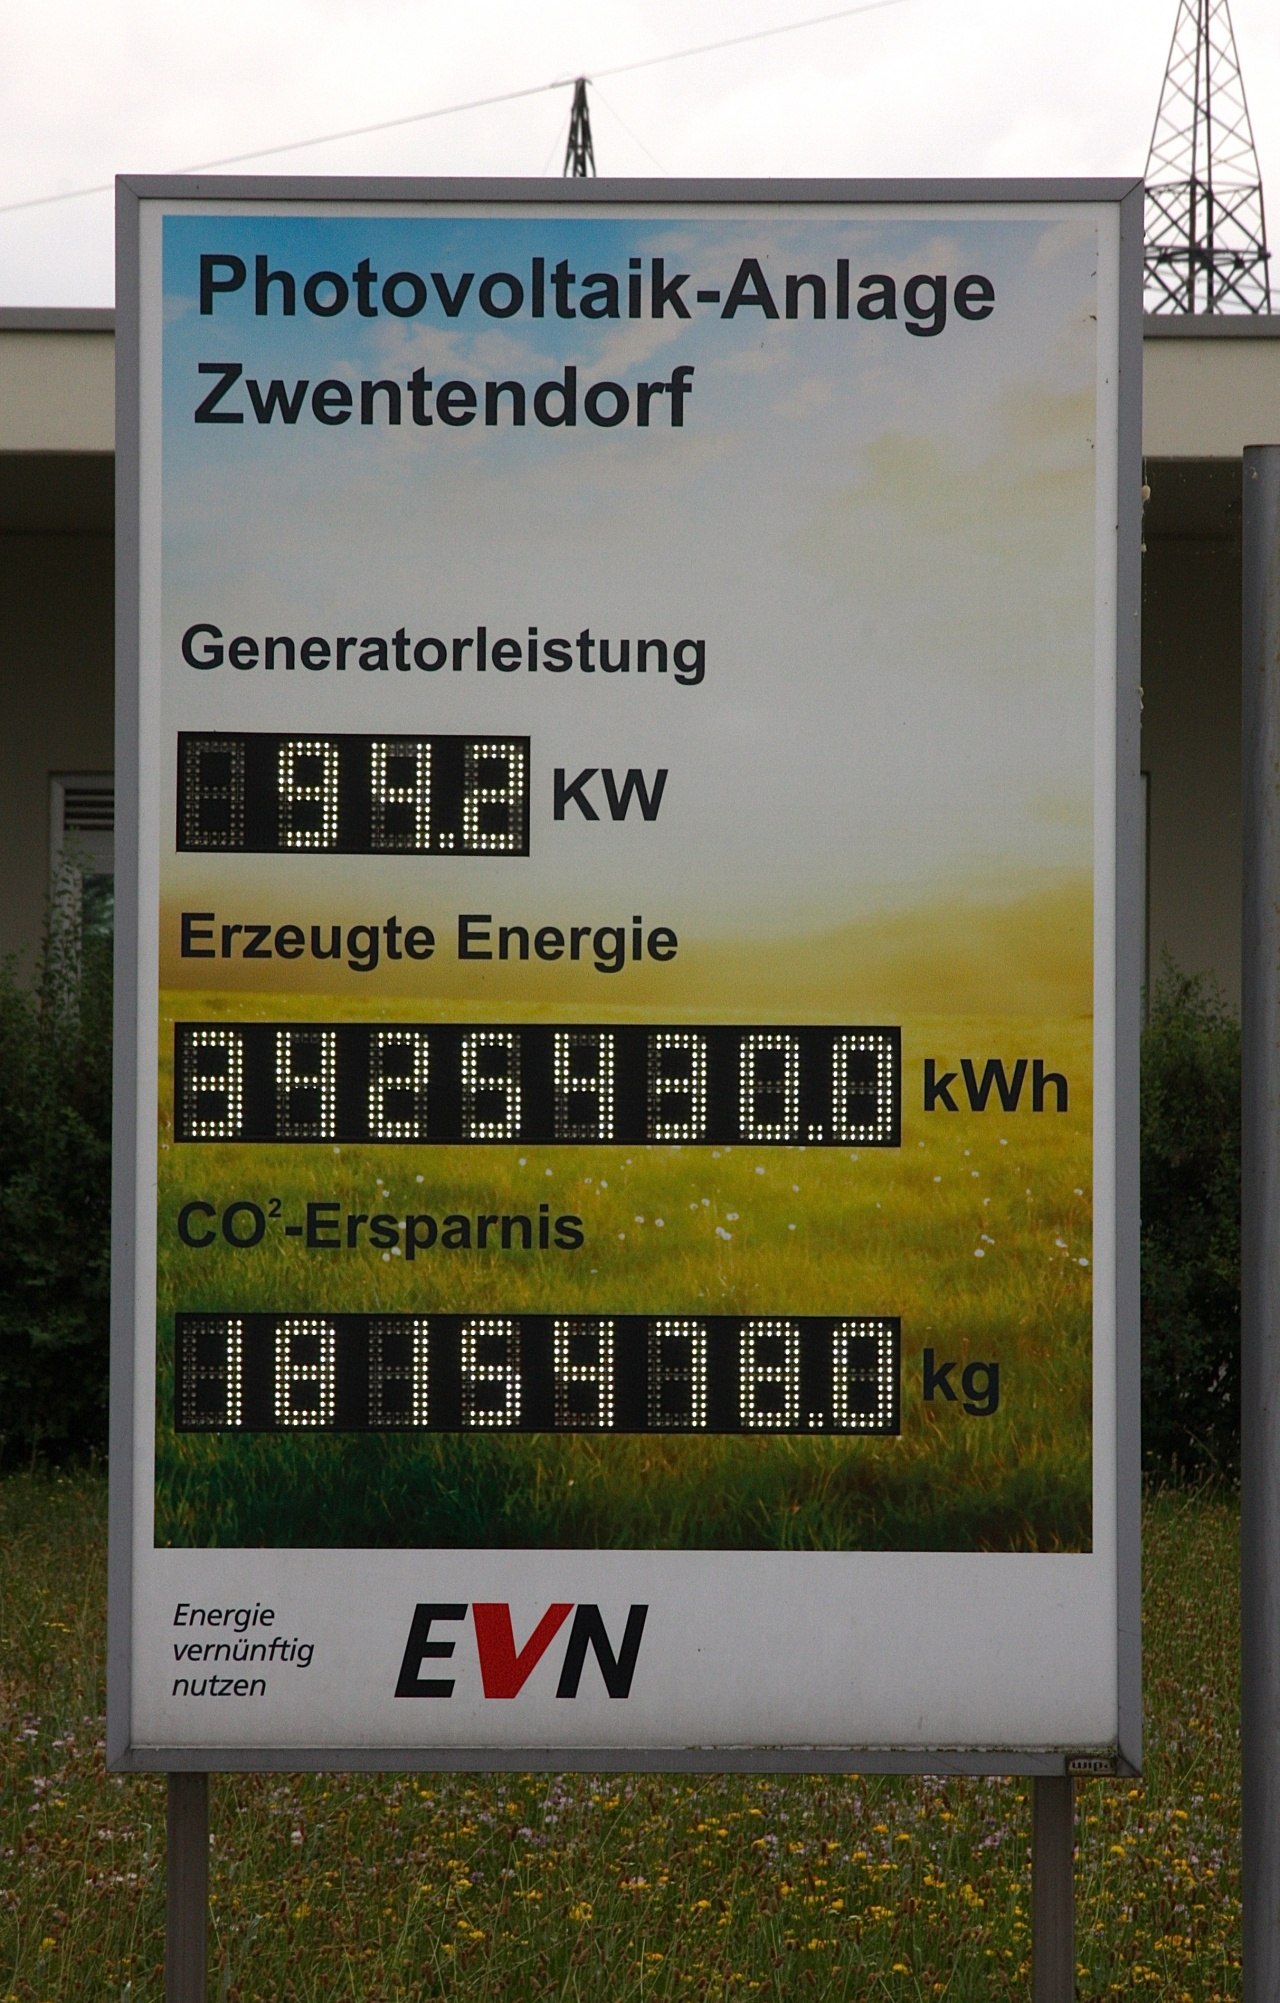 Photovoltaik-Anlage
Zwentendorf
Generatorleistung
94.2 KW
Erzeugte Energie
3425430.0 kWh
CO²-Ersparnis
1815478.0 kg
Energie
vernünftig
nutzen
EVN